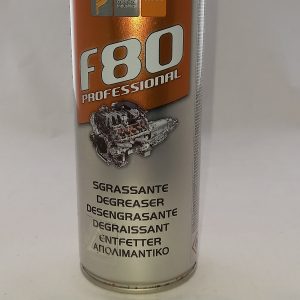 F80
PROFESSIONAL
SGRASSANTE
DEGREASER
DESENGRASANTE
DEGRAISSANT
ENTFETTER
ΑΠΟΛΙΜΑΝΤΙΚΟ